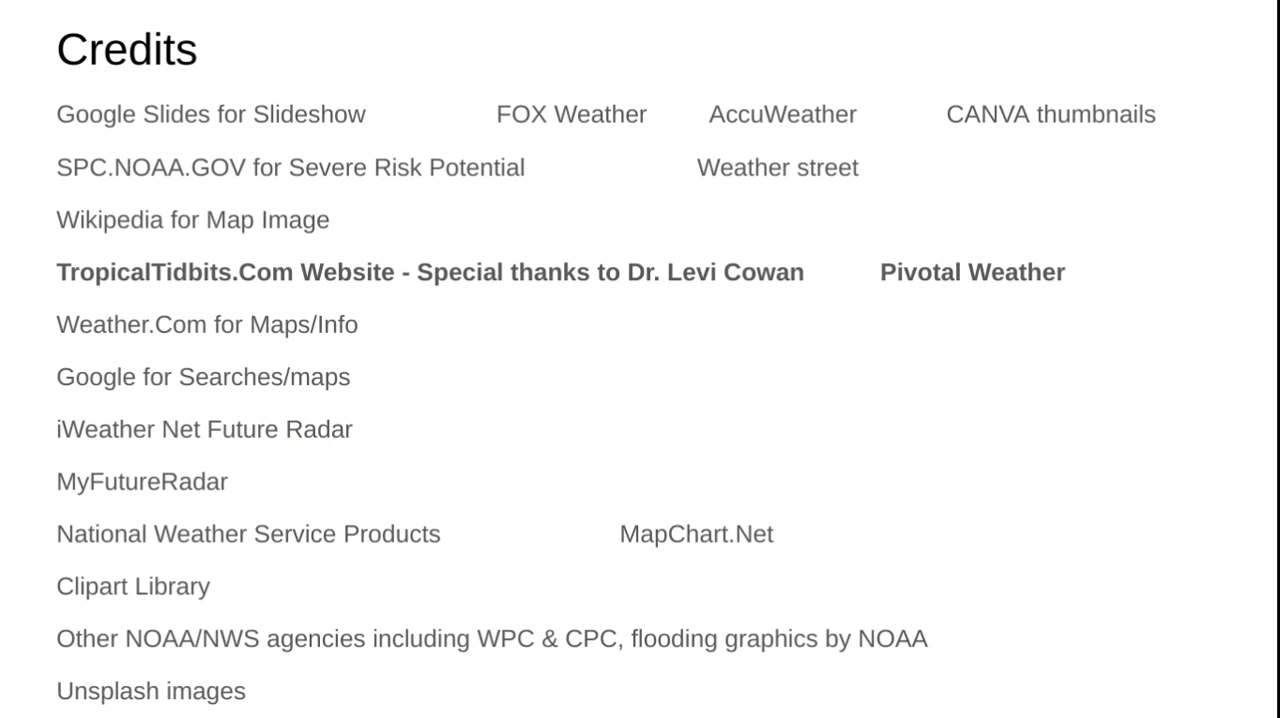 Credits
Google Slides for Slideshow FOX Weather AccuWeather CANVA thumbnails
SPC.NOAA.GOV for Severe Risk Potential Weather street
Wikipedia for Map Image
TropicalTidbits.Com Website - Special thanks to Dr. Levi Cowan Pivotal Weather
Weather.Com for Maps/Info
Google for Searches/maps
iWeather Net Future Radar
MyFutureRadar
National Weather Service Products MapChart.Net
Clipart Library
Other NOAA/NWS agencies including WPC & CPC, flooding graphics by NOAA
Unsplash images